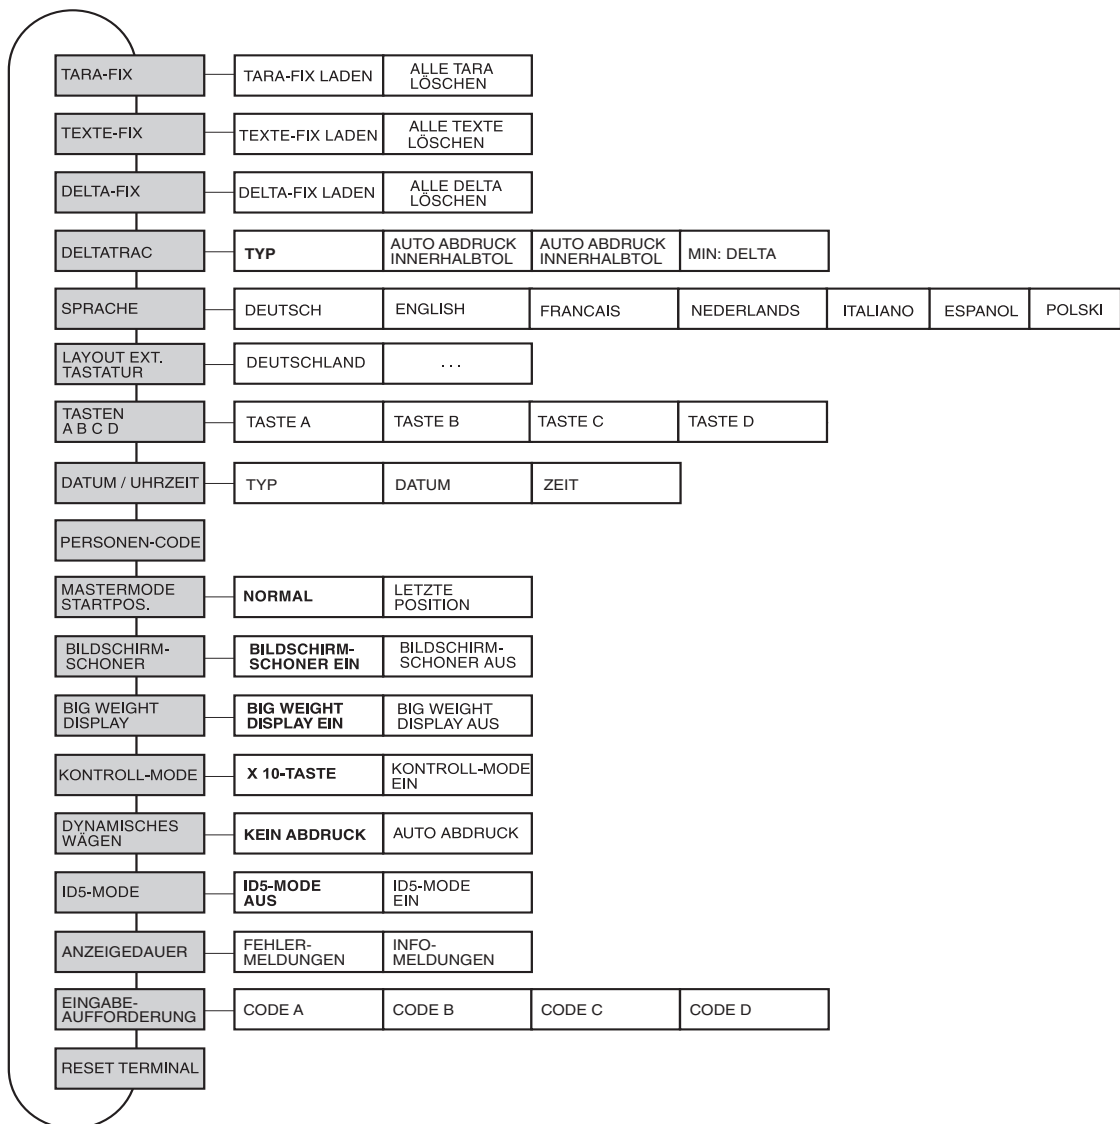 TARA-FIX
TARA-FIX LADEN
ALLE TARA
LÖSCHEN
TEXTE-FIX
TEXTE-FIX LADEN
ALLE TEXTE
LÖSCHEN
DELTA-FIX
DELTA-FIX LADEN
ALLE DELTA
LÖSCHEN
DELTATRAC
TYP
AUTO ABDRUCK
INNERHALBTOL
AUTO ABDRUCK
INNERHALBTOL
MIN: DELTA
SPRACHE
DEUTSCH
ENGLISH
FRANCAIS
NEDERLANDS
ITALIANO
ESPANOL
POLSKI
LAYOUT EXT.
TASTATUR
DEUTSCHLAND
...
TASTEN
A B C D
TASTE A
TASTE B
TASTE C
TASTE D
DATUM / UHRZEIT
TYP
DATUM
ZEIT
PERSONEN-CODE
MASTERMODE
STARTPOS.
NORMAL
LETZTE
POSITION
BILDSCHIRM-
SCHONER
BILDSCHIRM-
SCHONER EIN
BILDSCHIRM-
SCHONER AUS
BIG WEIGHT
DISPLAY
BIG WEIGHT
DISPLAY EIN
BIG WEIGHT
DISPLAY AUS
KONTROLL-MODE
X 10-TASTE
KONTROLL-MODE
EIN
DYNAMISCHES
WÄGEN
KEIN ABDRUCK
AUTO ABDRUCK
ID5-MODE
ID5-MODE
AUS
ID5-MODE
EIN
ANZEIGEDAUER
FEHLER-
MELDUNGEN
INFO-
MELDUNGEN
EINGABE-
AUFFORDERUNG
CODE A
CODE B
CODE C
CODE D
RESET TERMINAL